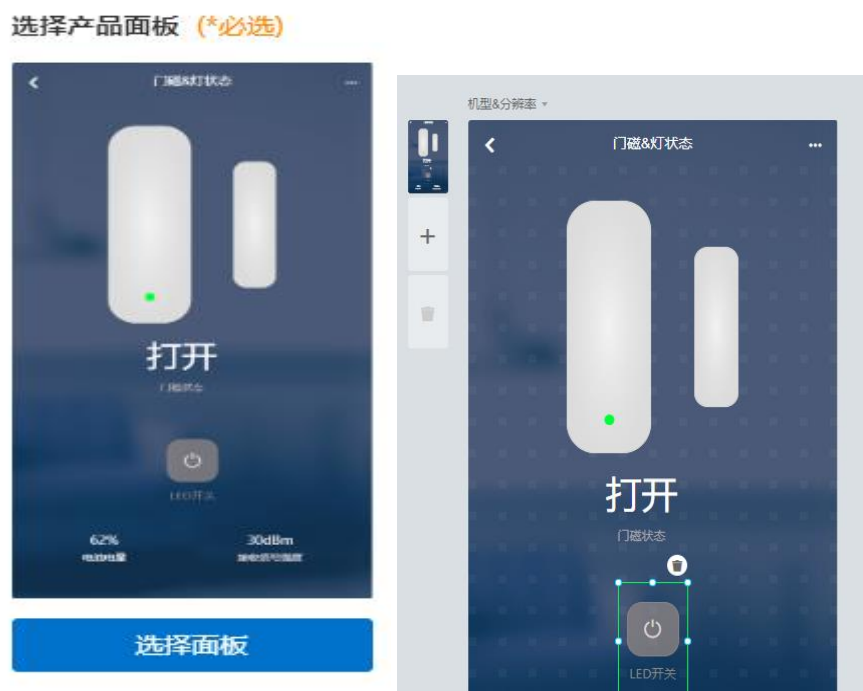 选择产品面板 (*必选)
门磁&灯状态
打开
门磁状态
LED开关
62%
30dBm
电池电量
接收信号强度
选择面板
机型&分辨率
门磁&灯状态
打开
门磁状态
LED开关